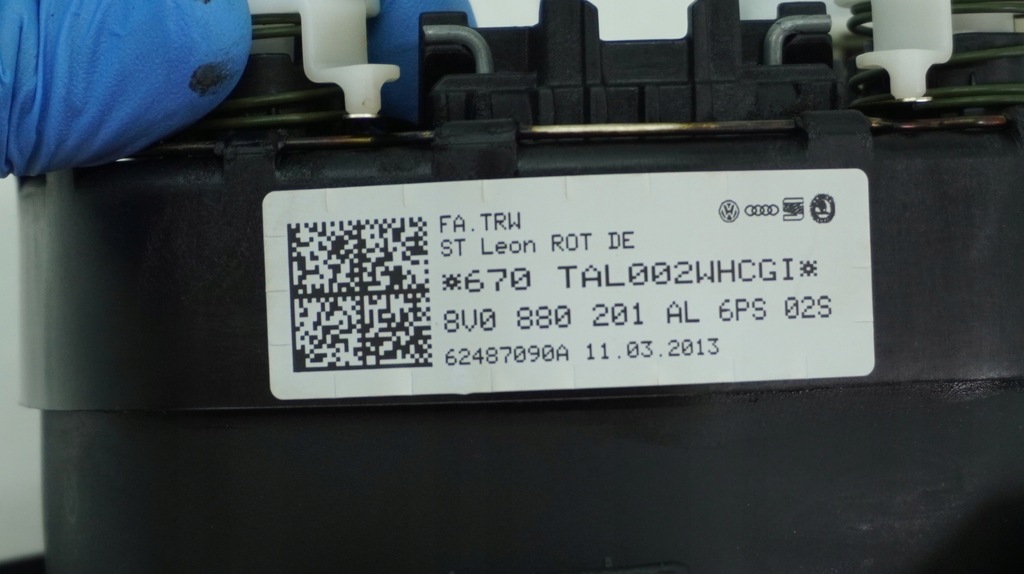 FA.TRW
ST Leon ROT DE
*670 TAL002WHCGI*
8V0 880 201 AL 6PS 02S
62487090A 11.03.2013